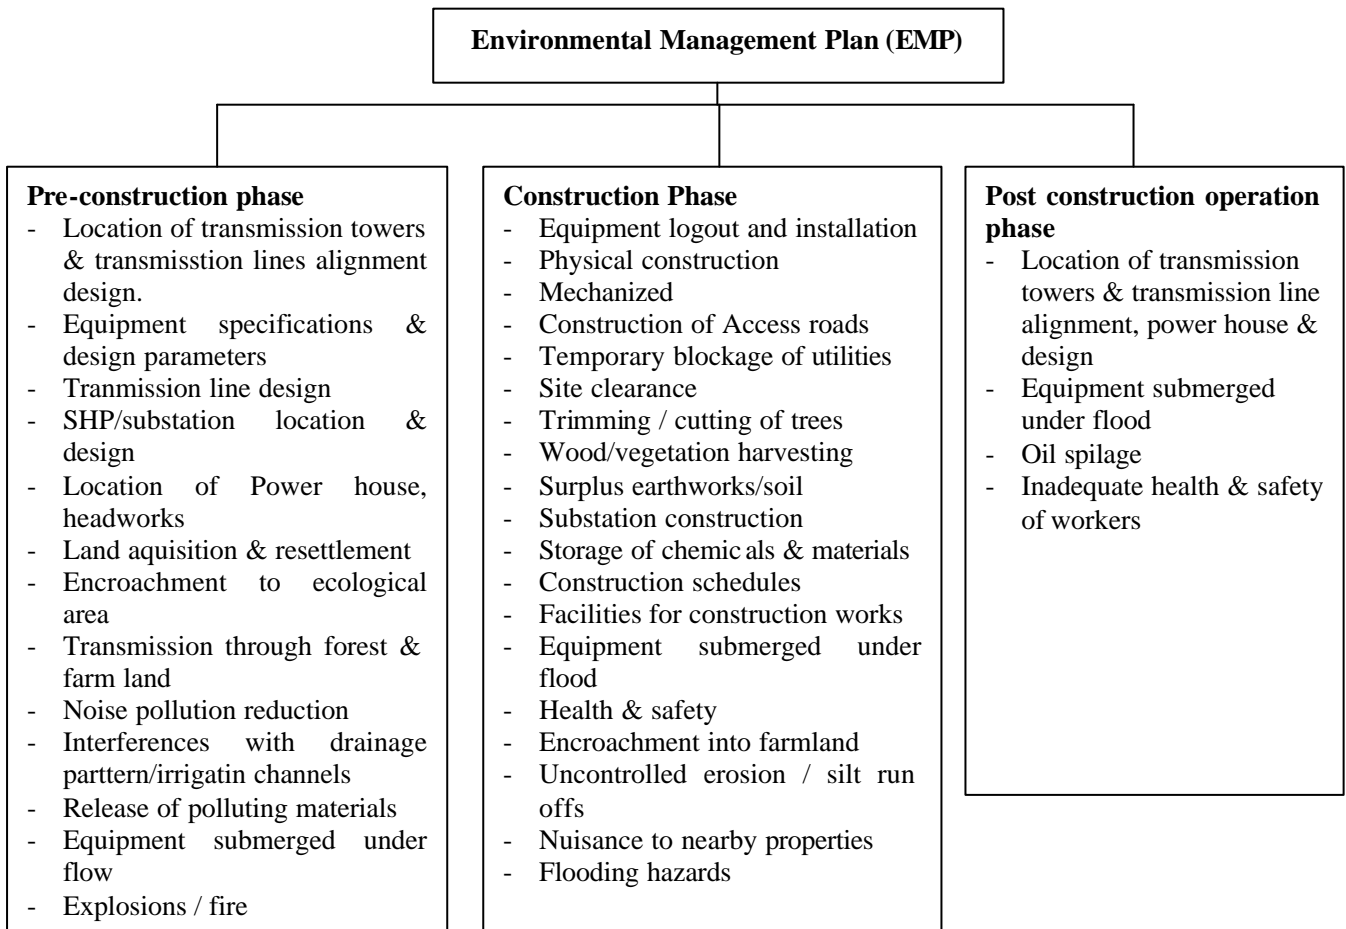 Environmental Management Plan (EMP)
Pre-construction phase
- Location of transmission towers
& transmisstion lines alignment
design.
- Equipment specifications &
design parameters
- Tranmission line design
- SHP/substation location &
design
- Location of Power house,
headworks
- Land aquisition & resettlement
- Encroachment to ecological
area
- Transmission through forest &
farm land
- Noise pollution reduction
- Interferences with drainage
parttern/irrigatin channels
- Release of polluting materials
- Equipment submerged under
flow
- Explosions / fire
Construction Phase
- Equipment logout and installation
- Physical construction
- Mechanized
- Construction of Access roads
- Temporary blockage of utilities
- Site clearance
- Trimming / cutting of trees
- Wood/vegetation harvesting
- Surplus earthworks/soil
- Substation construction
- Storage of chemicals & materials
- Construction schedules
- Facilities for construction works
- Equipment submerged under
flood
- Health & safety
- Encroachment into farmland
- Uncontrolled erosion / silt run
offs
- Nuisance to nearby properties
- Flooding hazards
Post construction operation
phase
- Location of transmission
towers & transmission line
alignment, power house &
design
- Equipment submerged
under flood
- Oil spilage
- Inadequate health & safety
of workers